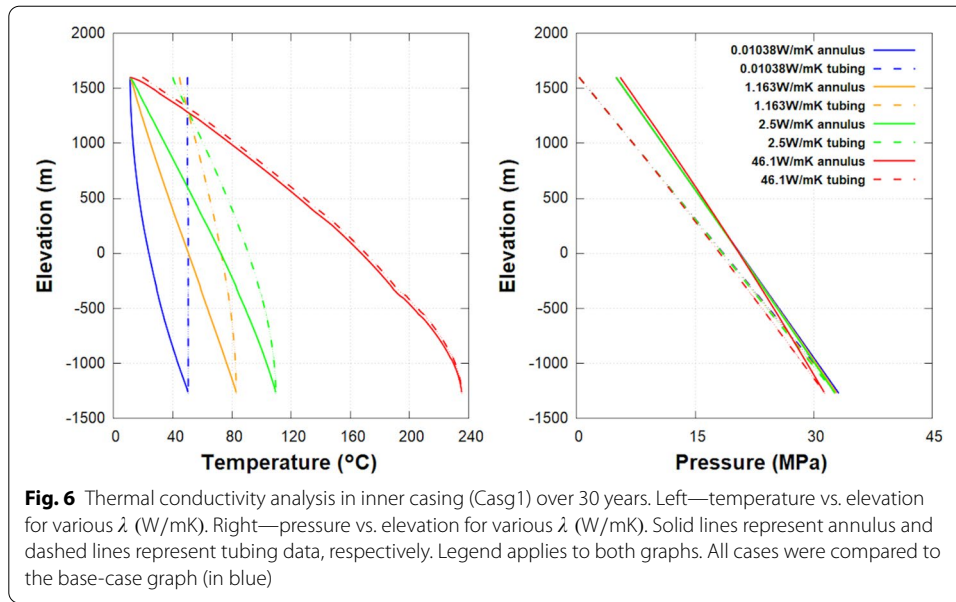 2000
1500
1000
500
0
-500
-1000
-1500
Elevation (m)
0 40 80 120 160 200 240
Temperature (°C)
2000
1500
1000
500
0
-500
-1000
-1500
Elevation (m)
0 15 30 45
Pressure (MPa)
0.01038W/mK annulus
0.01038W/mK tubing
1.163W/mK annulus
1.163W/mK tubing
2.5W/mK annulus
2.5W/mK tubing
46.1W/mK annulus
46.1W/mK tubing
Fig. 6 Thermal conductivity analysis in inner casing (Casg1) over 30 years. Left—temperature vs. elevation
for various λ (W/mK). Right—pressure vs. elevation for various λ (W/mK). Solid lines represent annulus and
dashed lines represent tubing data, respectively. Legend applies to both graphs. All cases were compared to
the base-case graph (in blue)